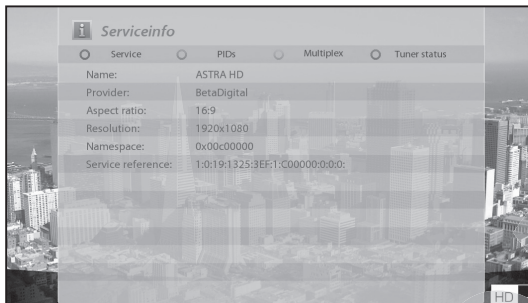 i Serviceinfo
Service PIDs Multiplex Tuner status
Name: ASTRA HD
Provider: BetaDigital
Aspect ratio: 16:9
Resolution: 1920x1080
Namespace: 0x00c00000
Service reference: 1:0:19:1325:3EF:1:C00000:0:0:0:
HD